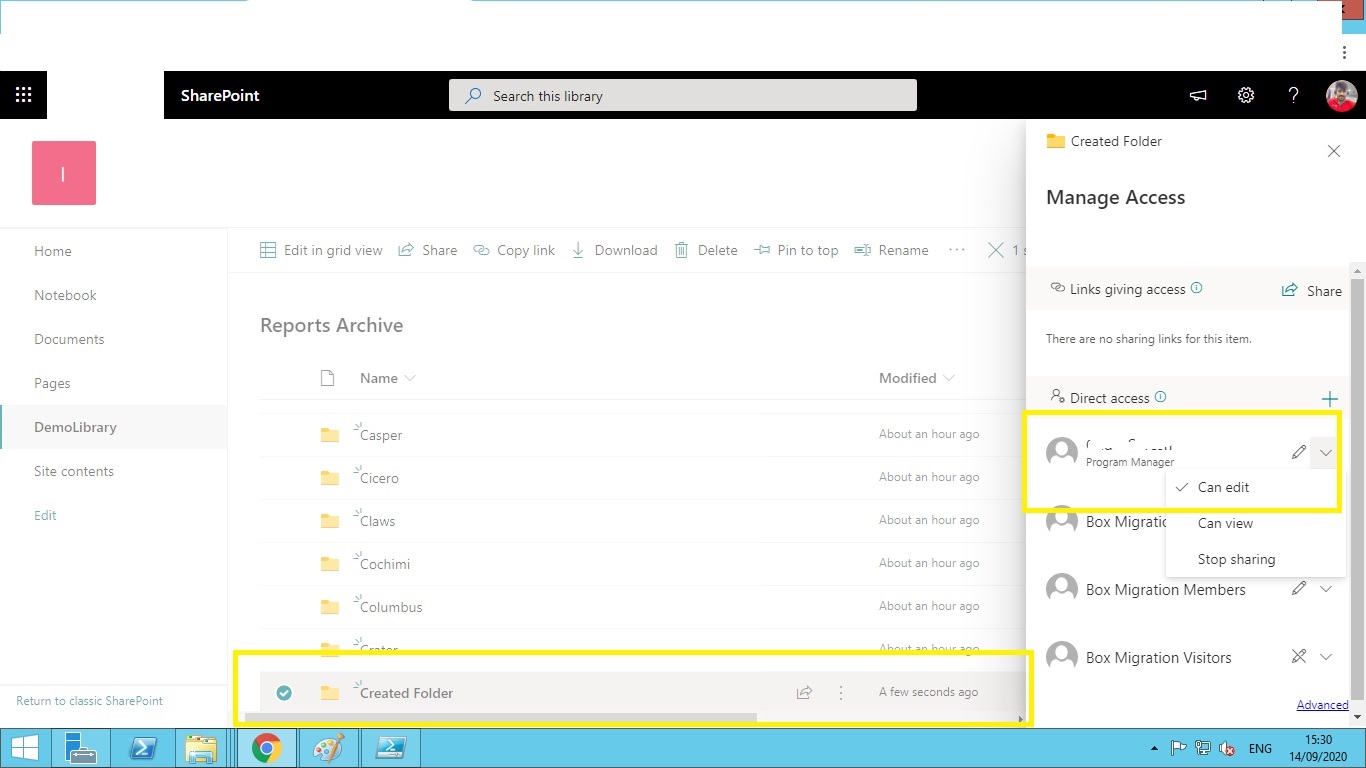 SharePoint
Search this library
?
I
Home
Notebook
Documents
Pages
DemoLibrary
Site contents
Edit
Return to classic SharePoint
Edit in grid view Share Copy link Download Delete Pin to top Rename ··· 1 s
Reports Archive
Name Modified
Casper About an hour ago
Cicero About an hour ago
Claws About an hour ago
Cochimi About an hour ago
Columbus About an hour ago
Crater About an hour ago
Created Folder A few seconds ago
Created Folder
Manage Access
Links giving access Share
There are no sharing links for this item.
Direct access
Program Manager
Can edit
Can view
Stop sharing
Box Migratio
Box Migration Members
Box Migration Visitors
Advanced
ENG
15:30
14/09/2020